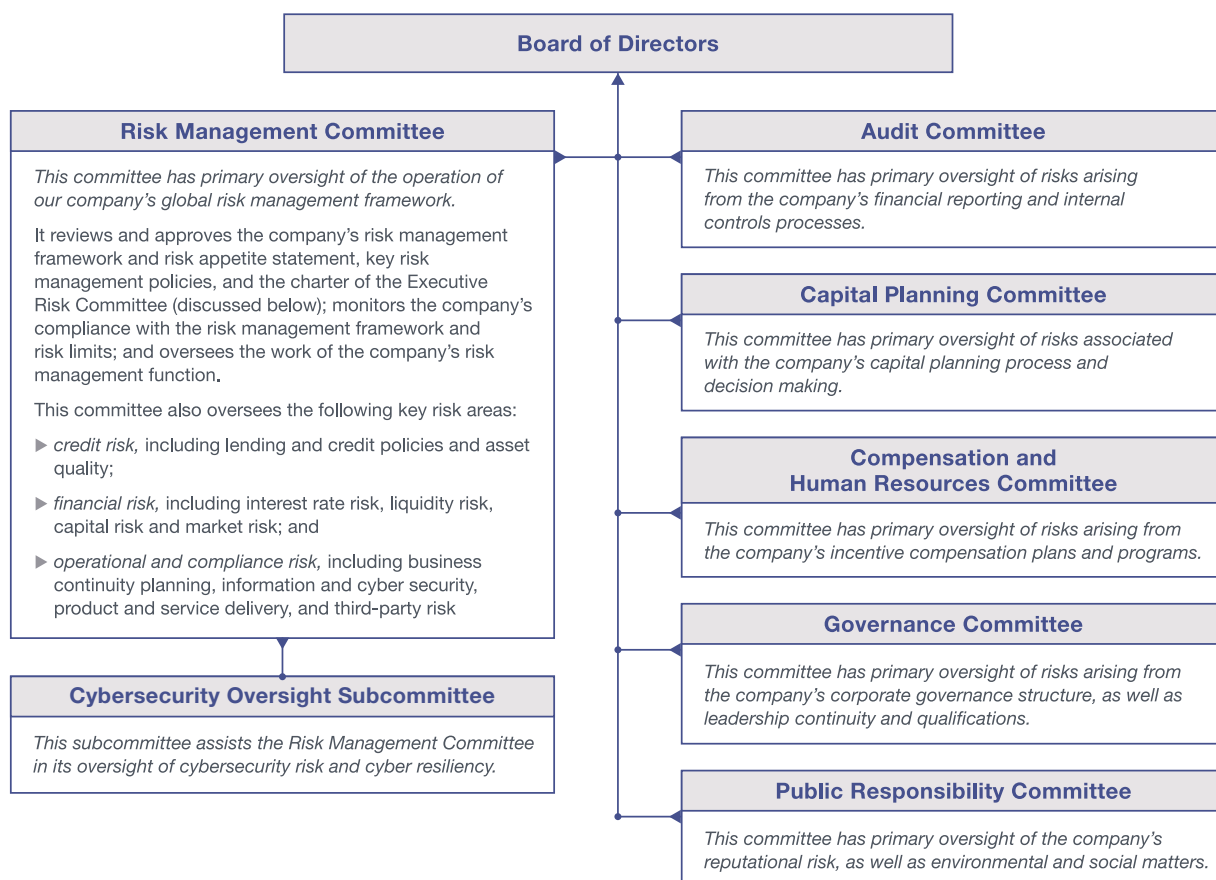 Board of Directors
Risk Management Committee
This committee has primary oversight of the operation of
our company's global risk management framework.
It reviews and approves the company's risk management
framework and risk appetite statement, key risk
management policies, and the charter of the Executive
Risk Committee (discussed below); monitors the company's
compliance with the risk management framework and
risk limits; and oversees the work of the company's risk
management function.
This committee also oversees the following key risk areas:
▶ credit risk, including lending and credit policies and asset
quality;
▶ financial risk, including interest rate risk, liquidity risk,
capital risk and market risk; and
▶ operational and compliance risk, including business
continuity planning, information and cyber security,
product and service delivery, and third-party risk
Cybersecurity Oversight Subcommittee
This subcommittee assists the Risk Management Committee
in its oversight of cybersecurity risk and cyber resiliency.
Audit Committee
This committee has primary oversight of risks arising
from the company's financial reporting and internal
controls processes.
Capital Planning Committee
This committee has primary oversight of risks associated
with the company's capital planning process and
decision making.
Compensation and
Human Resources Committee
This committee has primary oversight of risks arising from
the company's incentive compensation plans and programs.
Governance Committee
This committee has primary oversight of risks arising from
the company's corporate governance structure, as well as
leadership continuity and qualifications.
Public Responsibility Committee
This committee has primary oversight of the company's
reputational risk, as well as environmental and social matters.